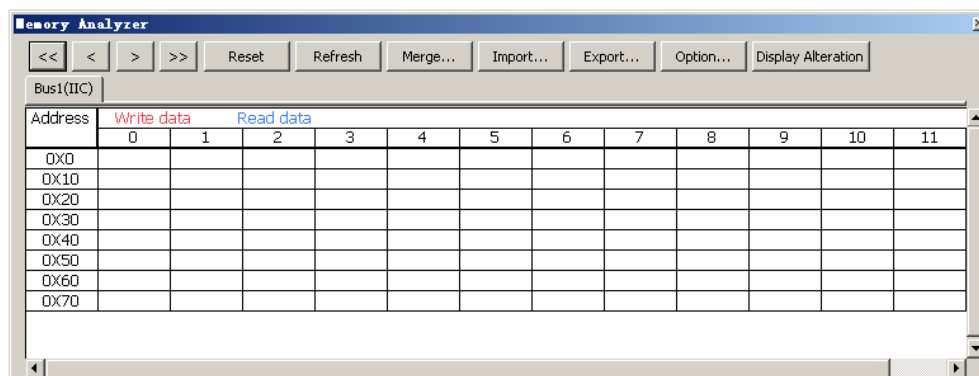 Memory Analyzer
<< < > >> Reset Refresh Merge... Import... Export... Option... Display Alteration
Bus1(IIC)
Address Write data Read data
0 1 2 3 4 5 6 7 8 9 10 11
0X0
0X10
0X20
0X30
0X40
0X50
0X60
0X70